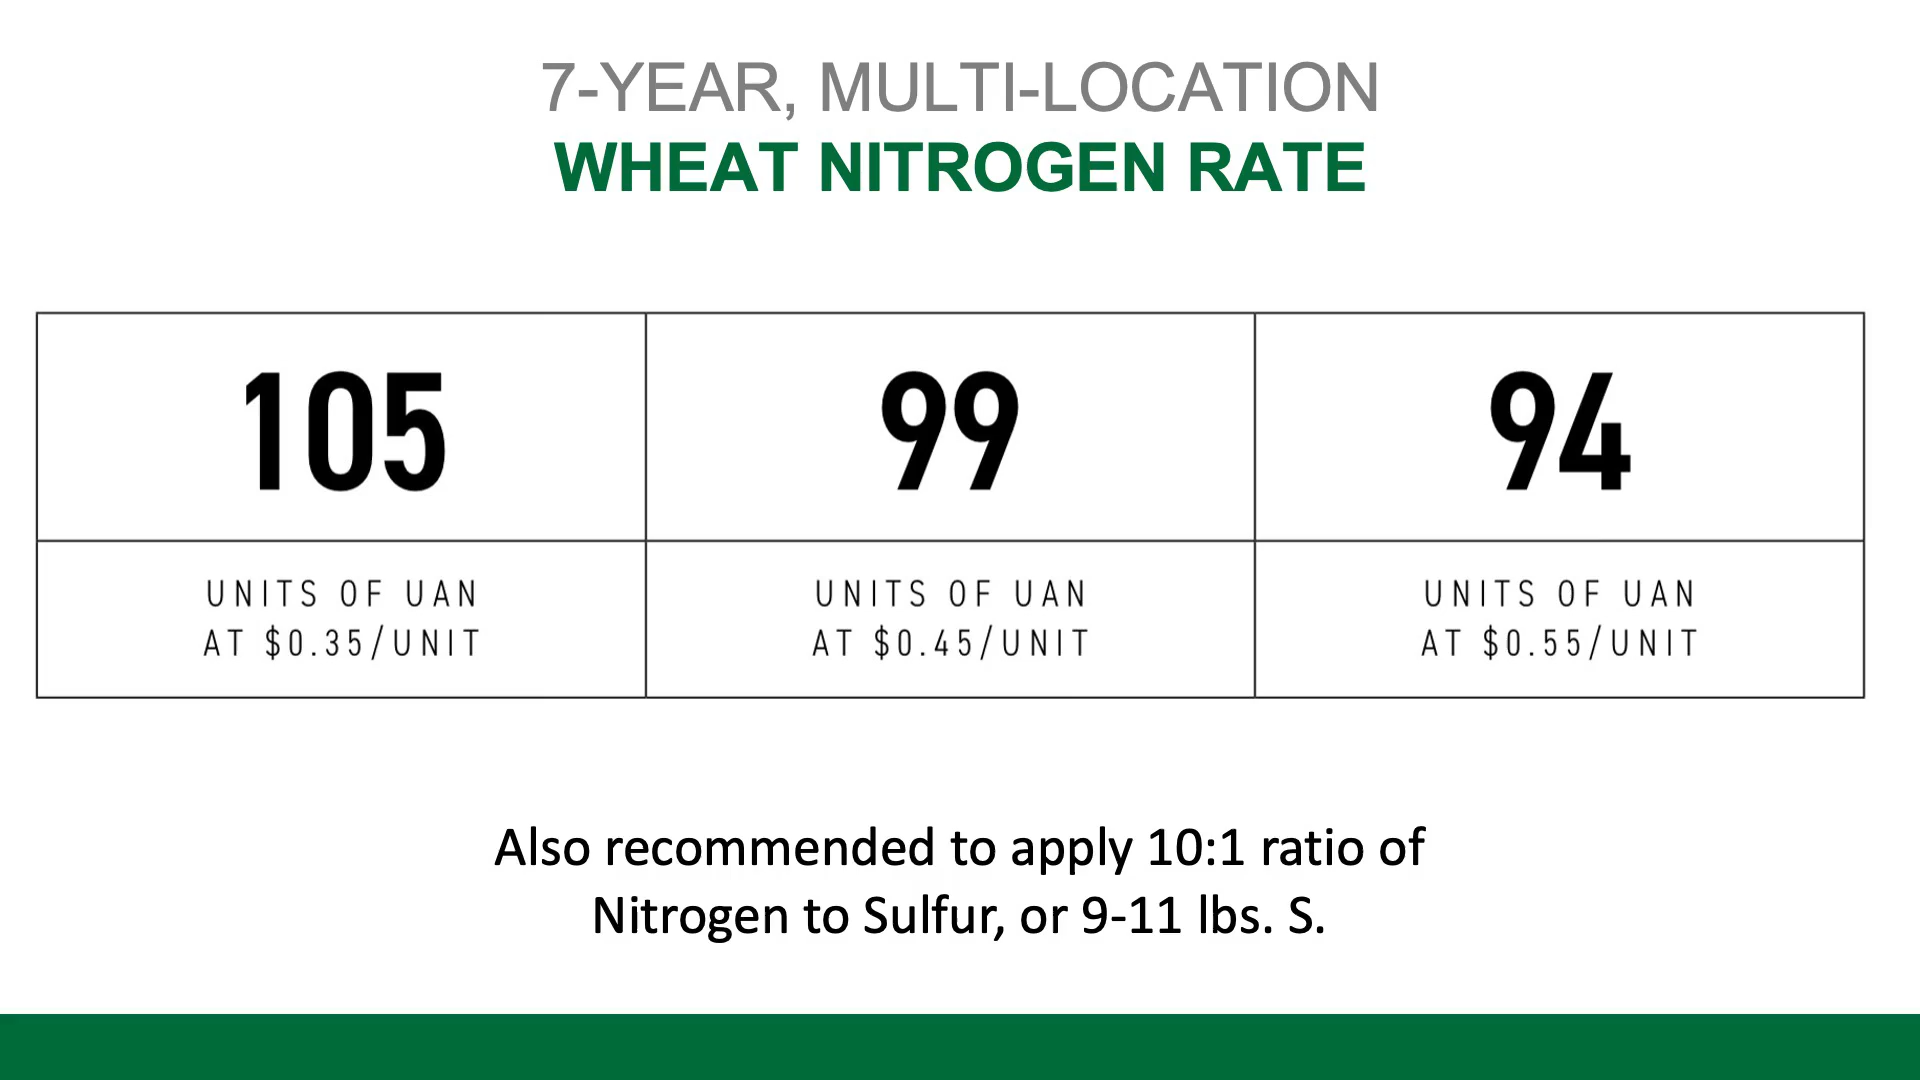 7-YEAR, MULTI-LOCATION
WHEAT NITROGEN RATE
105
99
94
UNITS OF UAN
AT $0.35/UNIT
UNITS OF UAN
AT $0.45/UNIT
UNITS OF UAN
AT $0.55/UNIT
Also recommended to apply 10:1 ratio of
Nitrogen to Sulfur, or 9-11 lbs. S.